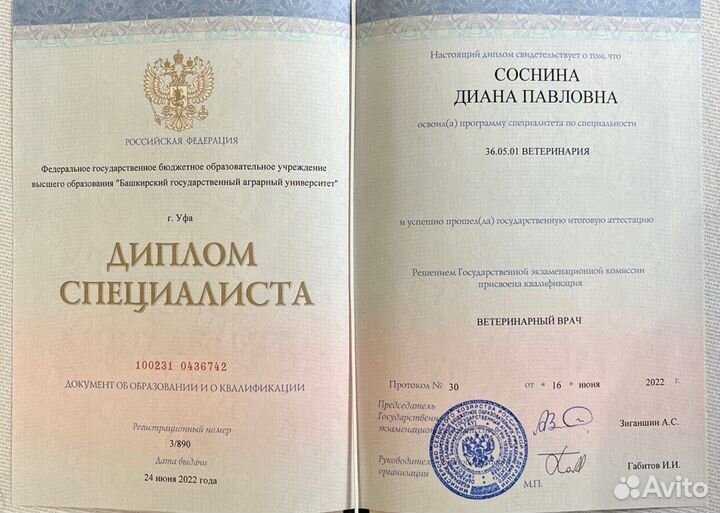 РОССИЙСКАЯ ФЕДЕРАЦИЯ
Федеральное государственное бюджетное образовательное учреждение
высшего образования "Башкирский государственный аграрный университет"
г. Уфа
ДИПЛОМ
СПЕЦИАЛИСТА
100231 0436742
ДОКУМЕНТ ОБ ОБРАЗОВАНИИ И О КВАЛИФИКАЦИИ
Регистрационный номер
3/890
Дата выдачи
24 июня 2022 года
Настоящий диплом свидетельствует о том, что
СОСНИНА
ДИАНА ПАВЛОВНА
освоил(а) программу специалитета по специальности
36.05.01 ВЕТЕРИНАРИЯ
и успешно прошел(ла) государственную итоговую аттестацию
Решением Государственной экзаменационной комиссии
присвоена квалификация
ВЕТЕРИНАРНЫЙ ВРАЧ
Протокол № 30 от « 16 » июня 2022 г.
Председатель
Государственной
экзаменационной
Зиганшин А.С.
Руководитель
организации
Габитов И.И.
М.П.
Avito